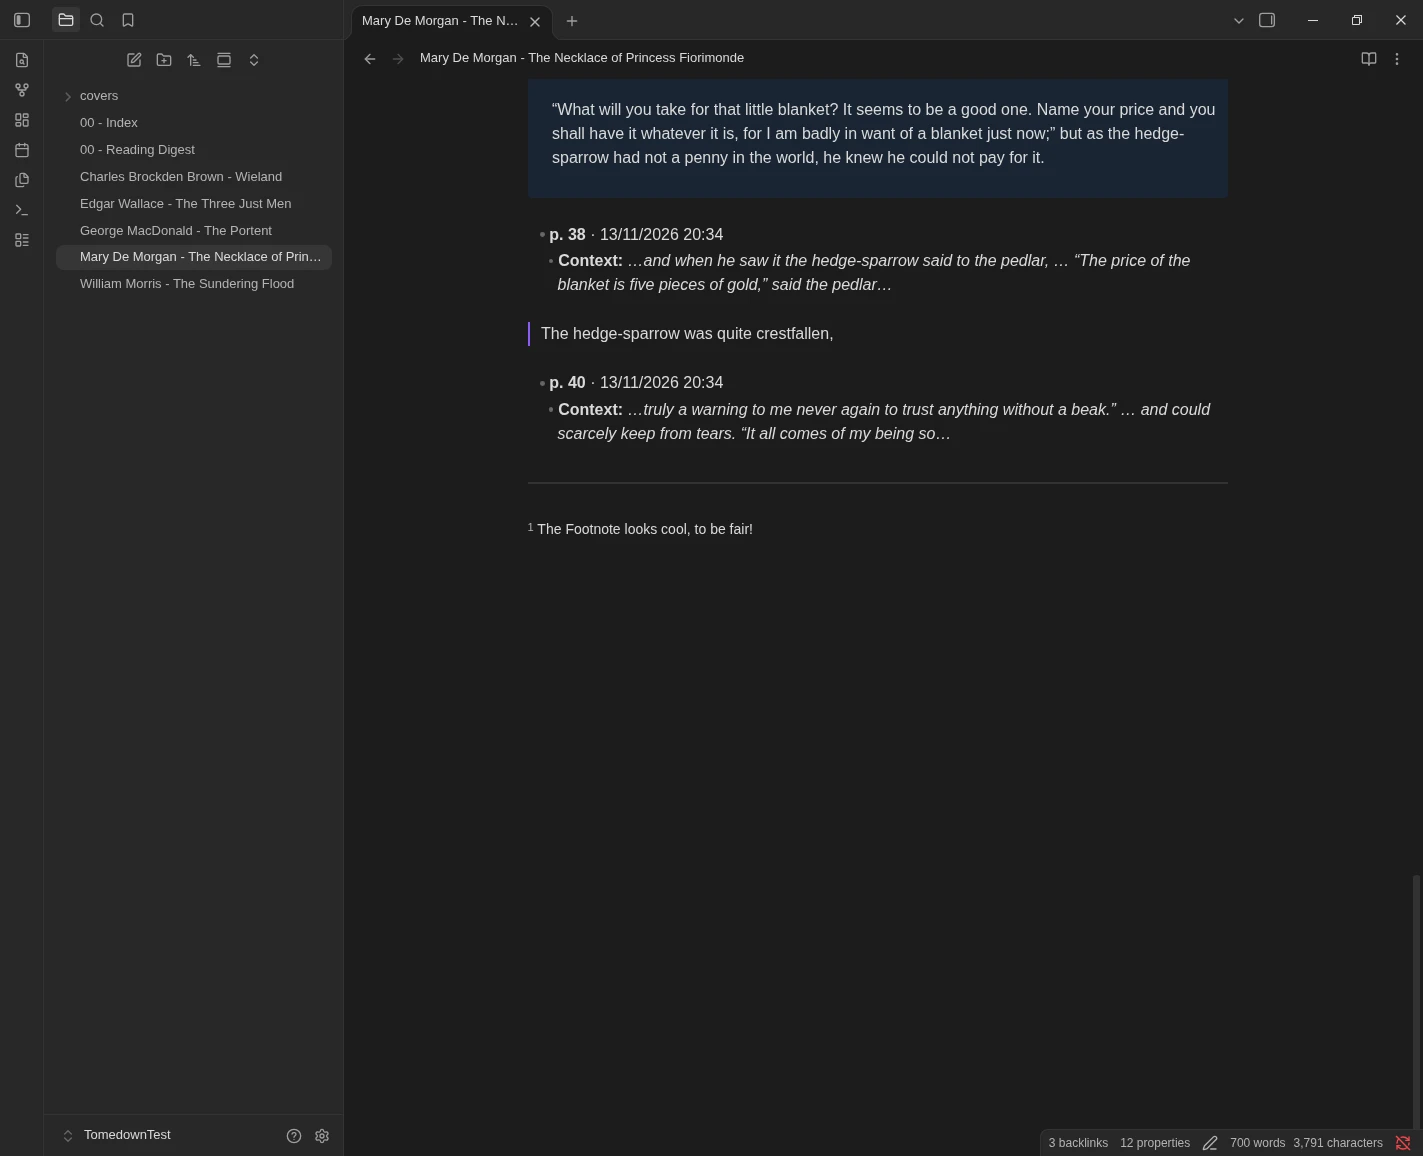 Mary De Morgan - The N…
Mary De Morgan - The Necklace of Princess Fiorimonde
covers
00 - Index
00 - Reading Digest
Charles Brockden Brown - Wieland
Edgar Wallace - The Three Just Men
George MacDonald - The Portent
Mary De Morgan - The Necklace of Prin…
William Morris - The Sundering Flood
“What will you take for that little blanket? It seems to be a good one. Name your price and you
shall have it whatever it is, for I am badly in want of a blanket just now;” but as the hedge-
sparrow had not a penny in the world, he knew he could not pay for it.
p. 38 · 13/11/2026 20:34
Context: …and when he saw it the hedge-sparrow said to the pedlar, … “The price of the
blanket is five pieces of gold,” said the pedlar…
The hedge-sparrow was quite crestfallen,
p. 40 · 13/11/2026 20:34
Context: …truly a warning to me never again to trust anything without a beak.” … and could
scarcely keep from tears. “It all comes of my being so…
1 The Footnote looks cool, to be fair!
TomedownTest
3 backlinks 12 properties 700 words 3,791 characters